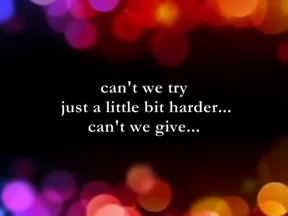 can't we try
just a little bit harder...
can't we give...